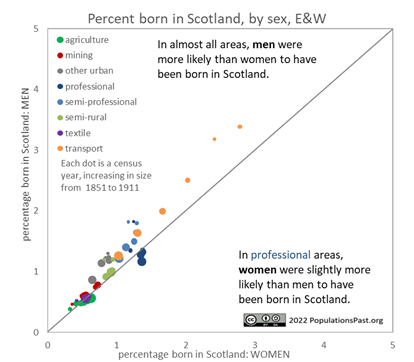 Percent born in Scotland, by sex, E&W
5
4
3
2
1
0
percentage born in Scotland: MEN
agriculture
mining
other urban
professional
semi-professional
semi-rural
textile
transport
Each dot is a census
year, increasing in size
from 1851 to 1911
In almost all areas, men were
more likely than women to have
been born in Scotland.
In professional areas,
women were slightly more
likely than men to have
been born in Scotland.
cc BY SA 2022 PopulationsPast.org
0 1 2 3 4 5
percentage born in Scotland: WOMEN